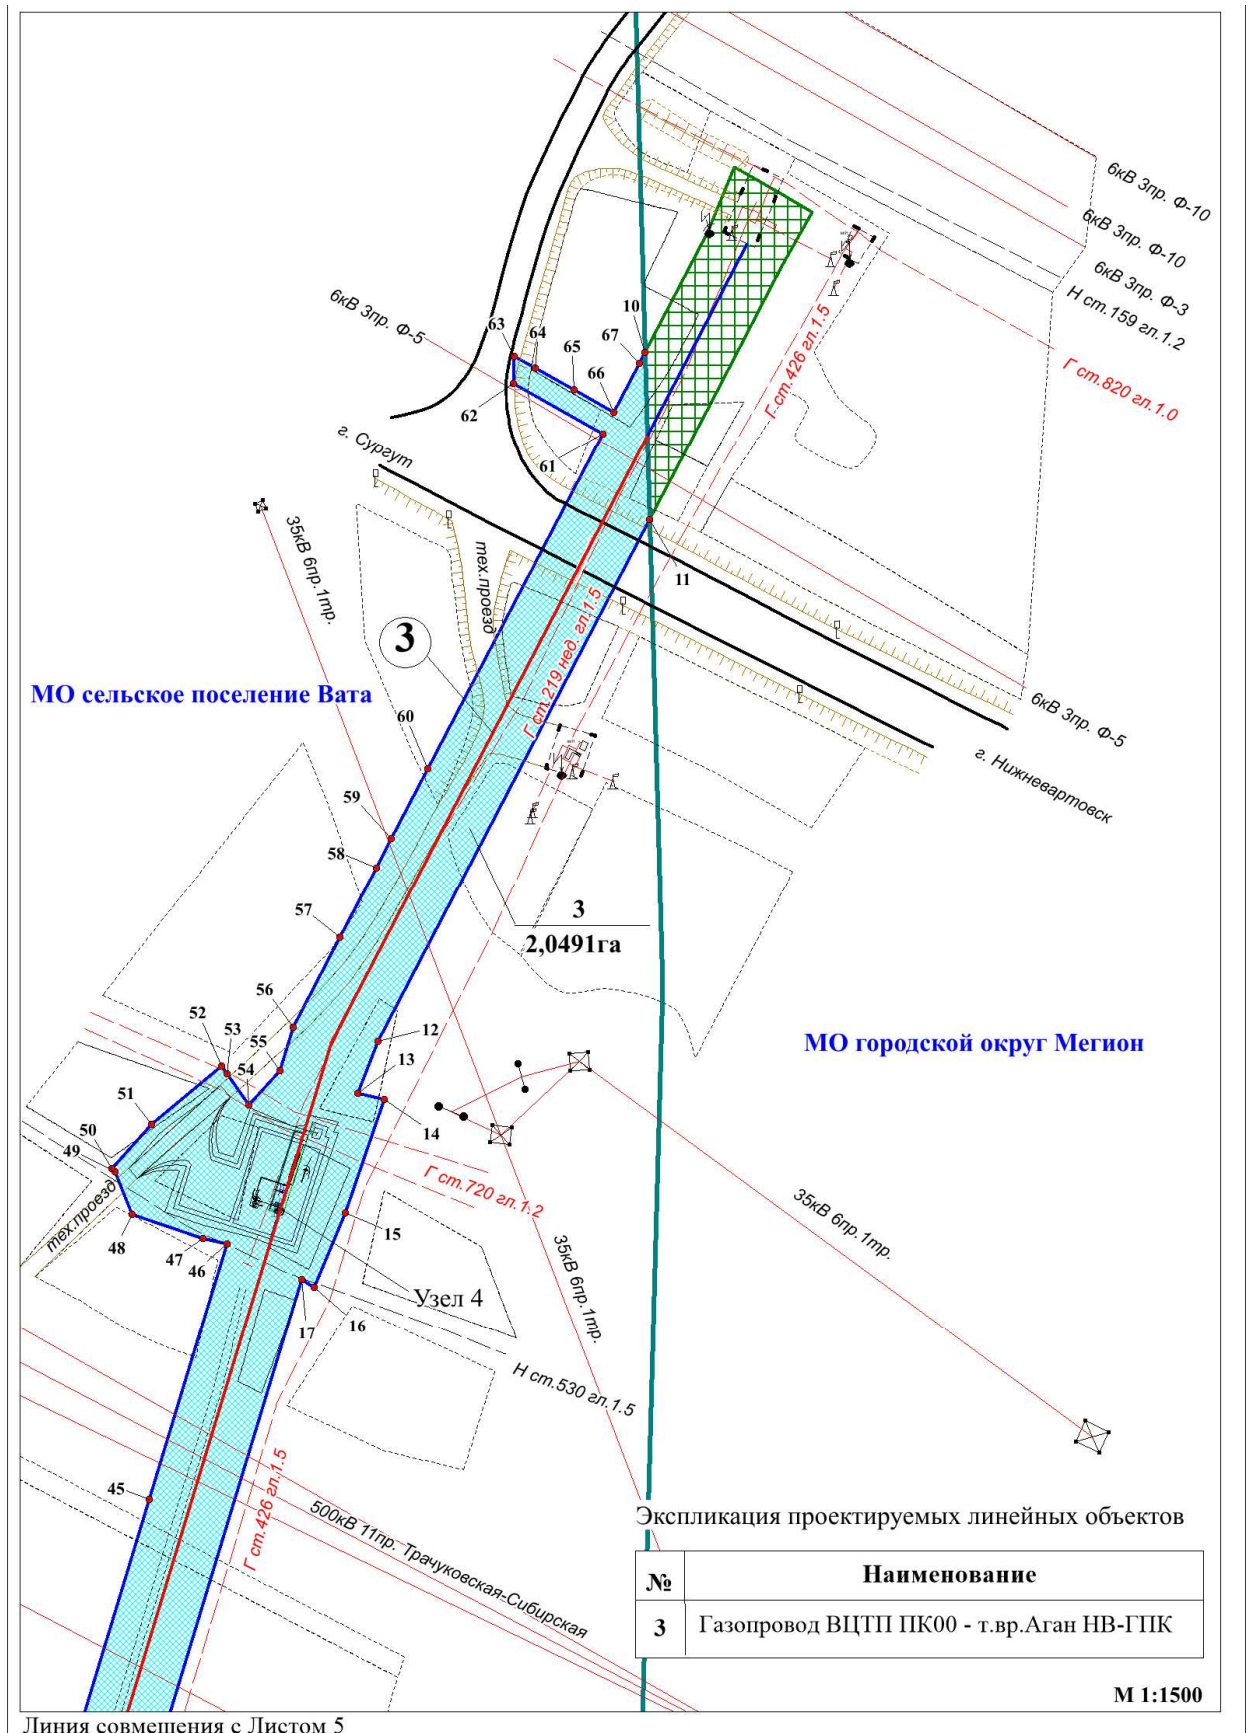 6кВ 3пр. Ф-10
6кВ 3пр. Ф-10
6кВ 3пр. Ф-3
Н ст.159 гл.1.2
Г ст.820 гл.1.0
Г ст.426 гл.1.5
6кВ 3пр. Ф-5
10
67
63
64
65
66
62
61
г. Сургут
35кВ 6пр.1тр.
тех.проезд
11
Г ст.219 нед. гл.1.5
3
МО сельское поселение Вата
6кВ 3пр. Ф-5
г. Нижневартовск
60
59
58
57
3
2,0491га
56
52
53
55
54
12
13
МО городской округ Мегион
51
50
49
14
Г ст.720 гл.1.2
тех.проезд
48
47
46
15
35кВ 6пр.1тр.
35кВ 6пр.1тр.
Узел 4
17
16
Н ст.530 гл.1.5
45
Г ст.426 гл.1.5
500кВ 11пр. Трачуковская-Сибирская
Экспликация проектируемых линейных объектов
№ Наименование
3 Газопровод ВЦТП ПК00 - т.вр.Аган НВ-ГПК
М 1:1500
Линия совмещения с Листом 5